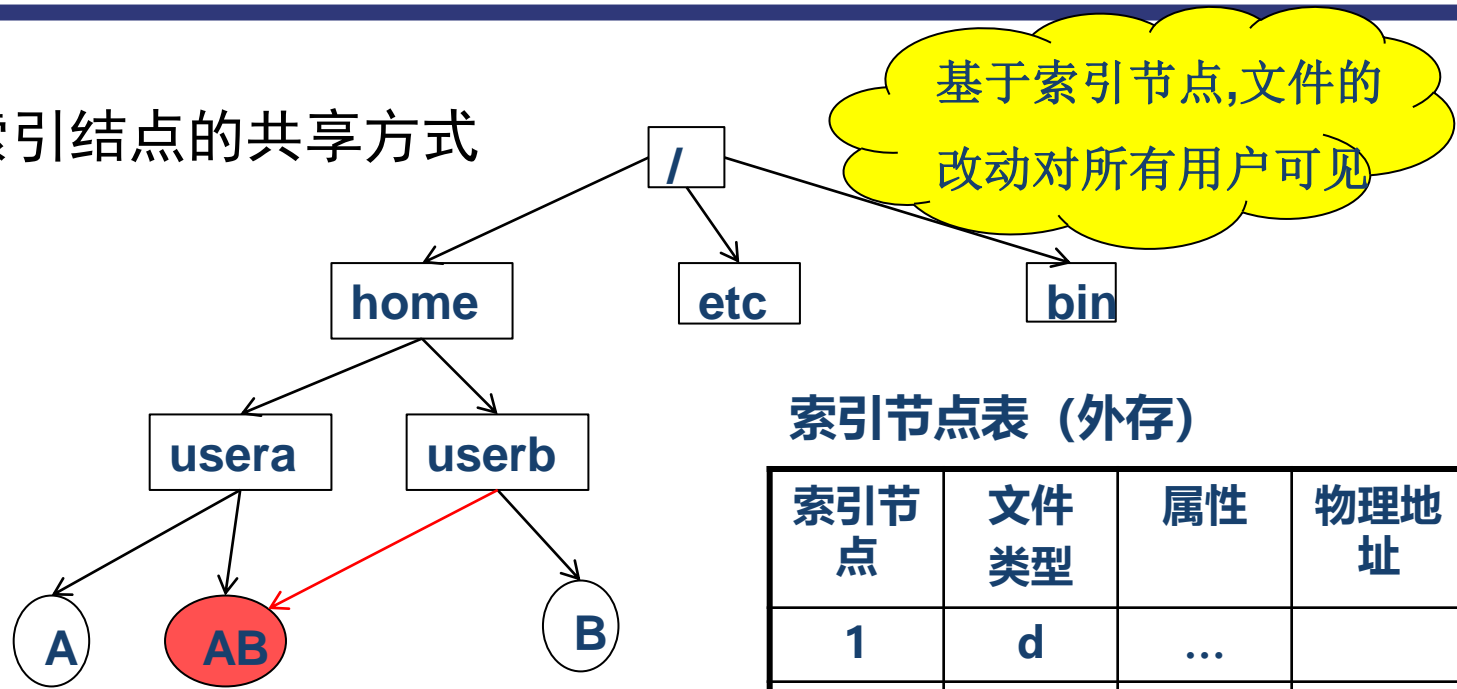 索引结点的共享方式
基于索引节点,文件的
改动对所有用户可见
/
home
etc
bin
usera
userb
A
AB
B
索引节点表（外存）
索引节
点
文件
类型
属性
物理地
址
1
d
...